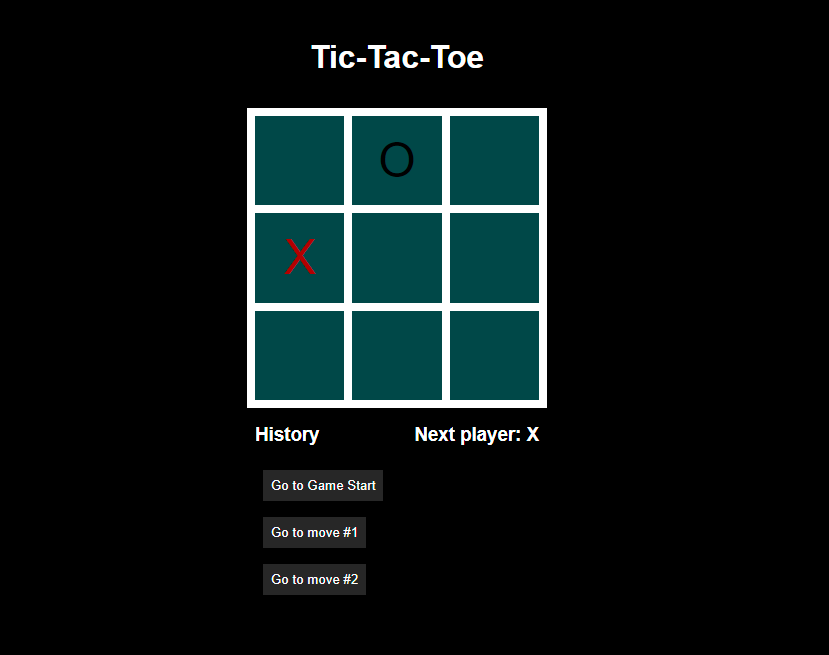 Tic-Tac-Toe
O
X
History
Next player: X
Go to Game Start
Go to move #1
Go to move #2